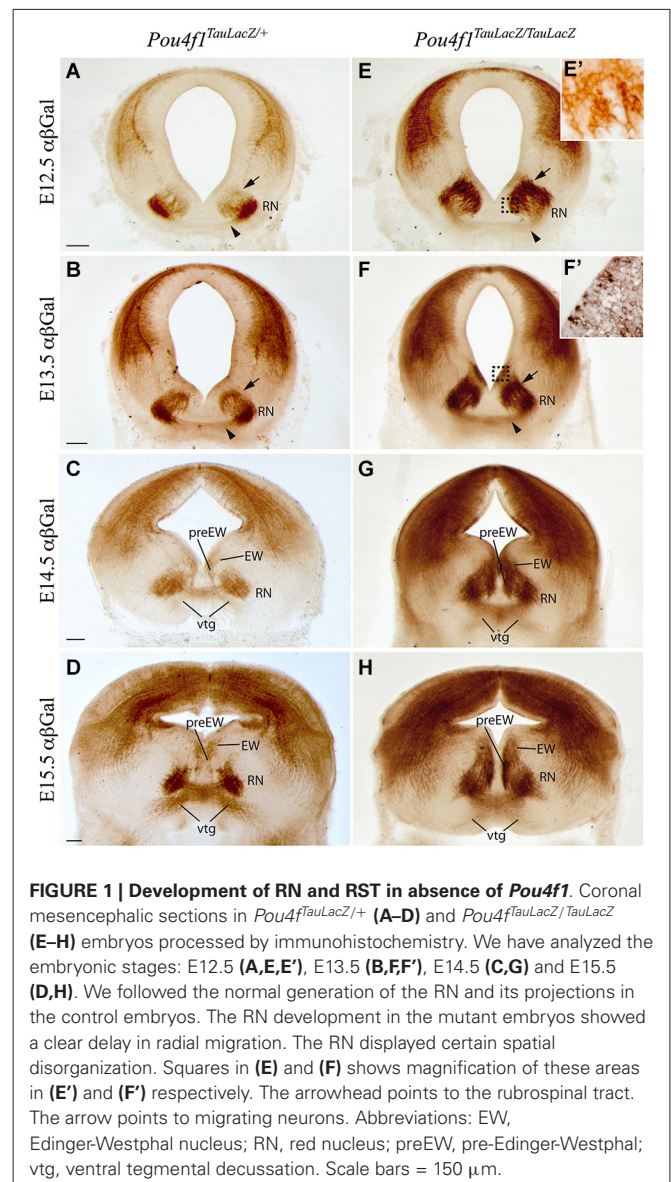 Pou4f1TauLacZ/+
Pou4f1TauLacZ/TauLacZ
E12.5 αβGal
A
RN
E
E'
RN
E13.5 αβGal
B
RN
F
F'
RN
E14.5 αβGal
C
preEW
EW
RN
vtg
G
preEW
EW
RN
vtg
E15.5 αβGal
D
preEW
EW
RN
vtg
H
preEW
EW
RN
vtg
FIGURE 1 | Development of RN and RST in absence of Pou4f1. Coronal
mesencephalic sections in Pou4fTauLacZ/+ (A–D) and Pou4fTauLacZ/TauLacZ
(E–H) embryos processed by immunohistochemistry. We have analyzed the
embryonic stages: E12.5 (A,E,E'), E13.5 (B,F,F'), E14.5 (C,G) and E15.5
(D,H). We followed the normal generation of the RN and its projections in
the control embryos. The RN development in the mutant embryos showed
a clear delay in radial migration. The RN displayed certain spatial
disorganization. Squares in (E) and (F) shows magnification of these areas
in (E') and (F') respectively. The arrowhead points to the rubrospinal tract.
The arrow points to migrating neurons. Abbreviations: EW,
Edinger-Westphal nucleus; RN, red nucleus; preEW, pre-Edinger-Westphal;
vtg, ventral tegmental decussation. Scale bars = 150 μm.